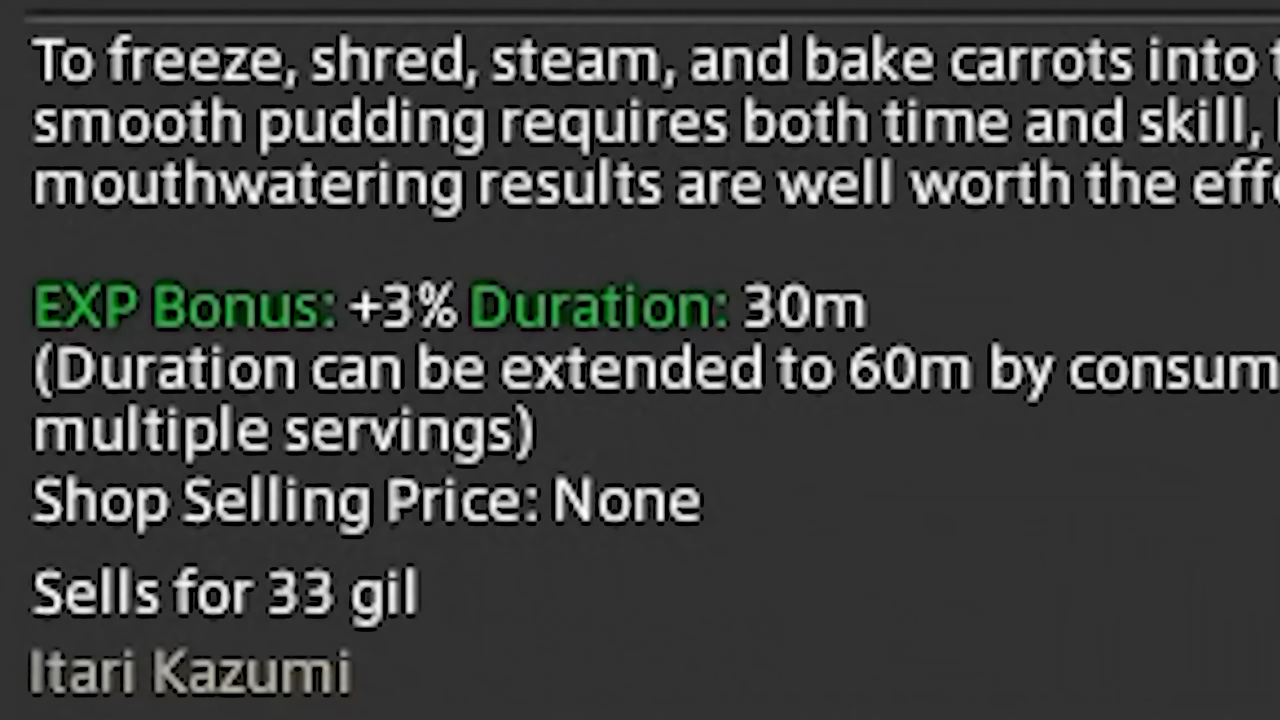 To freeze, shred, steam, and bake carrots into
smooth pudding requires both time and skill,
mouthwatering results are well worth the
EXP Bonus: +3% Duration: 30m
(Duration can be extended to 60m by
multiple servings)
Shop Selling Price: None
Sells for 33 gil
Itari Kazumi